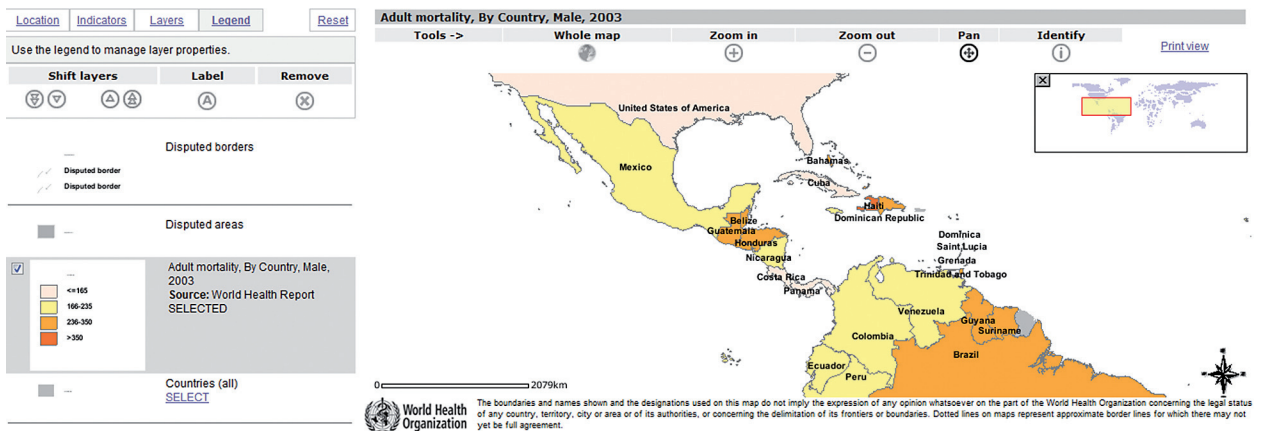 Location Indicators Layers Legend Reset
Use the legend to manage layer properties.
Shift layers Label Remove
A
Disputed borders
Disputed border
Disputed border
Disputed areas
Adult mortality, By Country, Male,
2003
Source: World Health Report
SELECTED
<=165
166-235
236-350
>350
Countries (all)
SELECT
Adult mortality, By Country, Male, 2003
Tools -> Whole map Zoom in Zoom out Pan Identify
Print view
United States of America
Mexico
Bahamas
Cuba
Haiti
Dominican Republic
Belize
Guatemala
Honduras
Nicaragua
Costa Rica
Panama
Dominica
Saint Lucia
Grenada
Trinidad and Tobago
Venezuela
Guyana
Suriname
Colombia
Brazil
Ecuador
Peru
0 2079km
World Health
Organization
The boundaries and names shown and the designations used on this map do not imply the expression of any opinion whatsoever on the part of the World Health Organization concerning the legal status
of any country, territory, city or area or of its authorities, or concerning the delimitation of its frontiers or boundaries. Dotted lines on maps represent approximate border lines for which there may not
yet be full agreement.